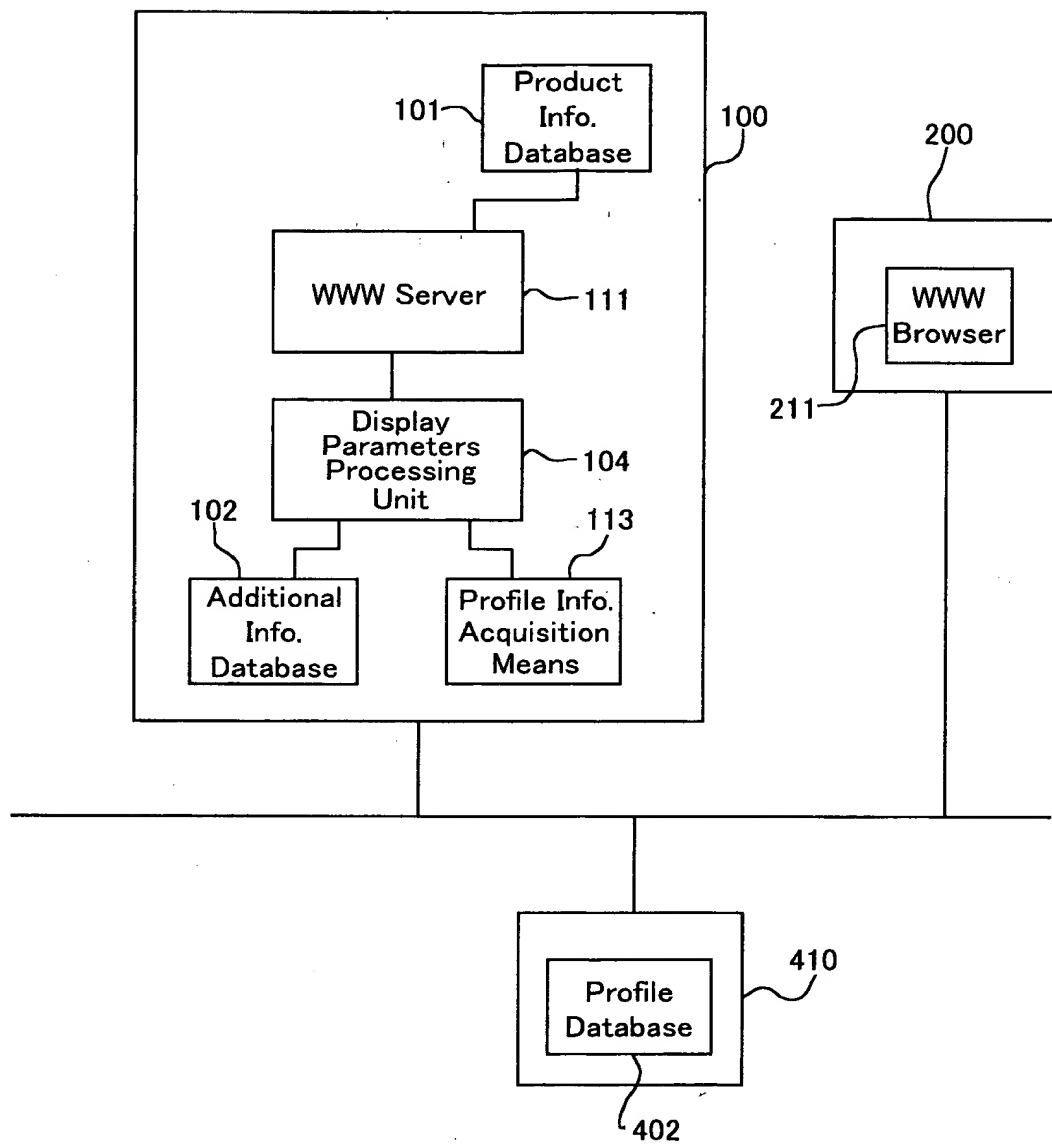 Product
Info.
Database
101
100
200
WWW Server
111
WWW
Browser
211
Display
Parameters
Processing
Unit
104
102
113
Additional
Info.
Database
Profile Info.
Acquisition
Means
410
Profile
Database
402